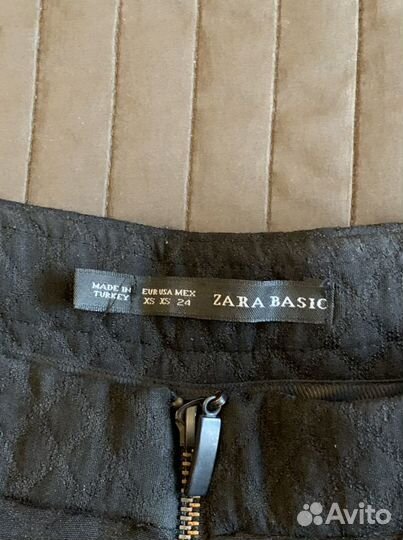 MADE IN
TURKEY
EUR USA MEX
XS XS 24
ZARA BASIC
Avito